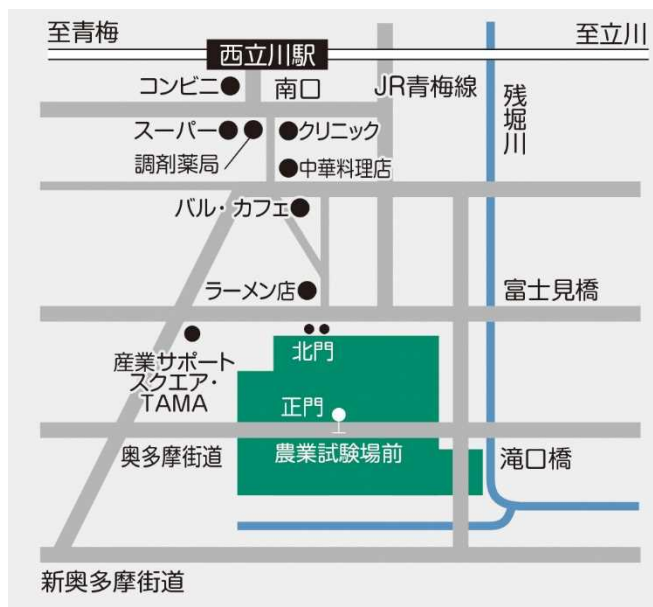 至青梅
至立川
西立川駅
コンビニ
南口
JR青梅線
残堀川
スーパー
クリニック
調剤薬局
中華料理店
バル・カフェ
ラーメン店
富士見橋
北門
産業サポート
スクエア・
TAMA
正門
奥多摩街道
農業試験場前
滝口橋
新奥多摩街道